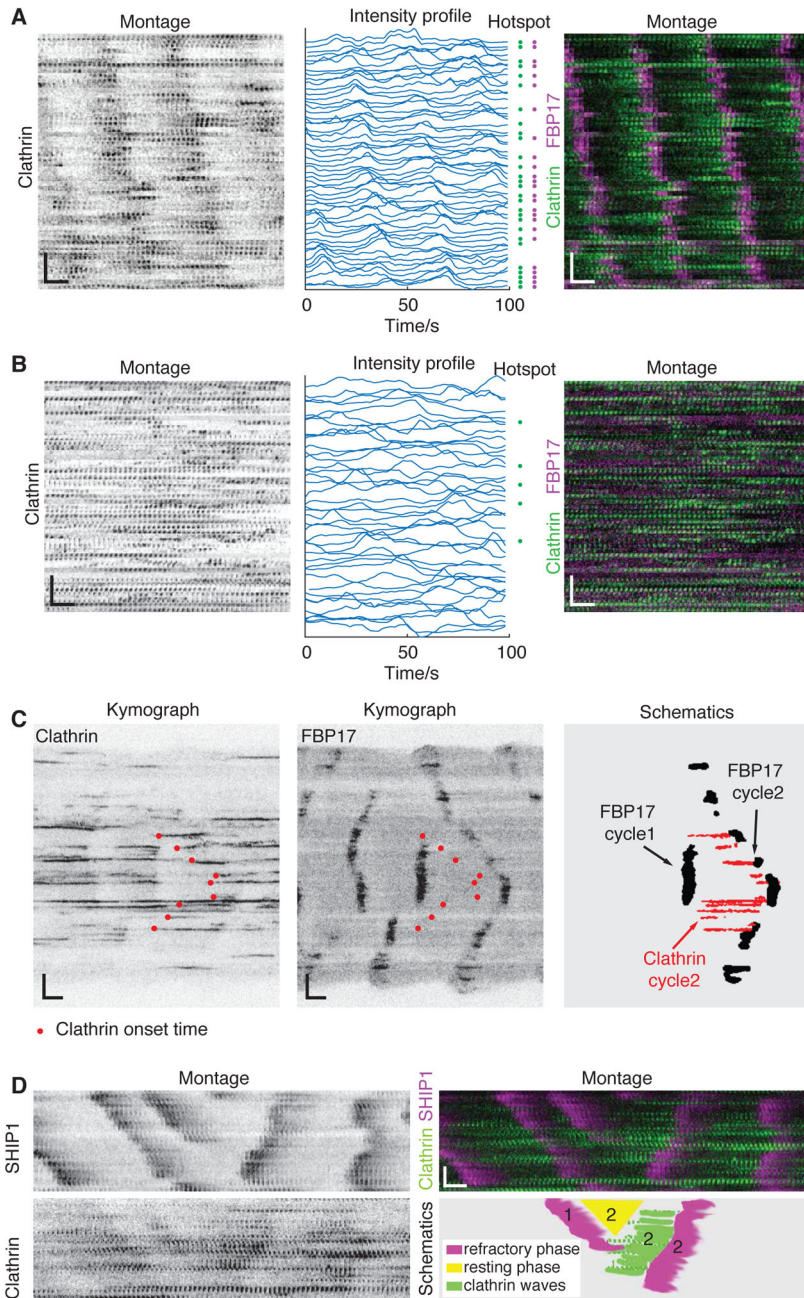 A
Montage
Intensity profile
Hotspot
Montage
Clathrin
Clathrin FBP17
0
50
100
Time/s
B
Montage
Intensity profile
Hotspot
Montage
Clathrin
Clathrin FBP17
0
50
100
Time/s
C
Kymograph
Kymograph
Schematics
Clathrin
FBP17
FBP17
cycle1
FBP17
cycle2
Clathrin
cycle2
Clathrin onset time
D
Montage
Montage
SHIP1
Clathrin SHIP1
Clathrin
Schematics
1
2
2
2
refractory phase
resting phase
clathrin waves